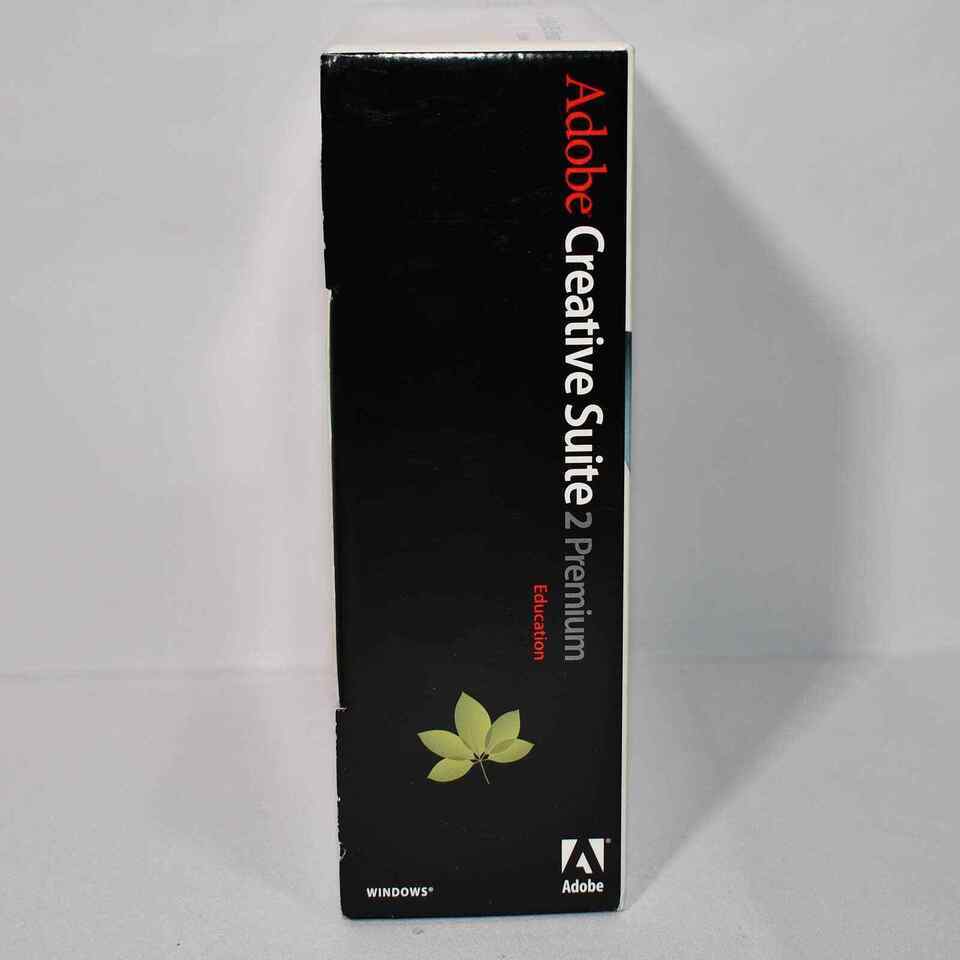 Adobe® Creative Suite 2 Premium
Education
WINDOWS®
Adobe